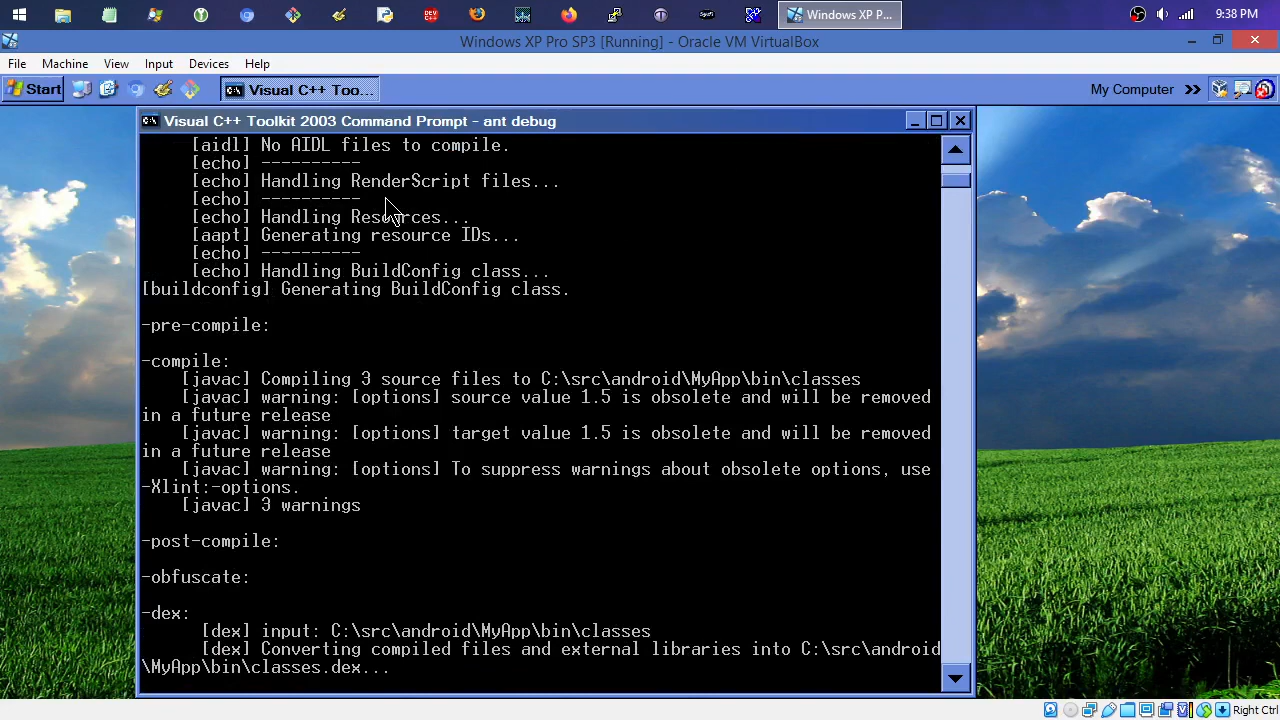 DEV C++
Spyn
Windows XP P...
9:38 PM
Windows XP Pro SP3 [Running] - Oracle VM VirtualBox
File Machine View Input Devices Help
Start
Visual C++ Too...
My Computer
Visual C++ Toolkit 2003 Command Prompt - ant debug
[aidl] No AIDL files to compile.
[echo] ----------
[echo] Handling RenderScript files...
[echo] ----------
[echo] Handling Resources...
[aapt] Generating resource IDs...
[echo] ----------
[echo] Handling BuildConfig class...
[buildconfig] Generating BuildConfig class.
-pre-compile:
-compile:
[javac] Compiling 3 source files to C:\src\android\MyApp\bin\classes
[javac] warning: [options] source value 1.5 is obsolete and will be removed
in a future release
[javac] warning: [options] target value 1.5 is obsolete and will be removed
in a future release
[javac] warning: [options] To suppress warnings about obsolete options, use
-Xlint:-options.
[javac] 3 warnings
-post-compile:
-obfuscate:
-dex:
[dex] input: C:\src\android\MyApp\bin\classes
[dex] Converting compiled files and external libraries into C:\src\android
\MyApp\bin\classes.dex...
Right Ctrl